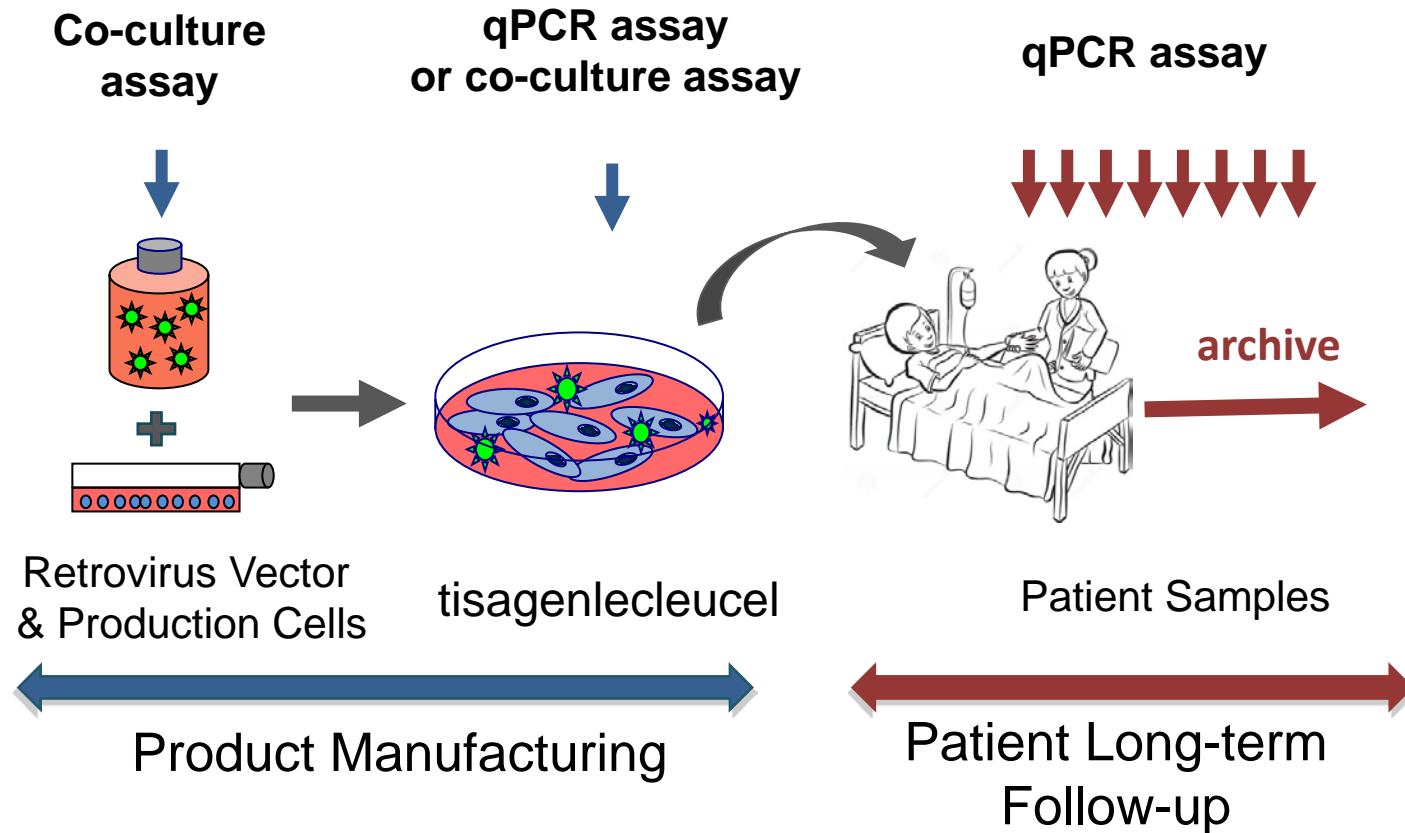 Co-culture
assay
qPCR assay
or co-culture assay
qPCR assay
archive
Retrovirus Vector
& Production Cells
tisagenlecleucel
Patient Samples
Product Manufacturing
Patient Long-term
Follow-up